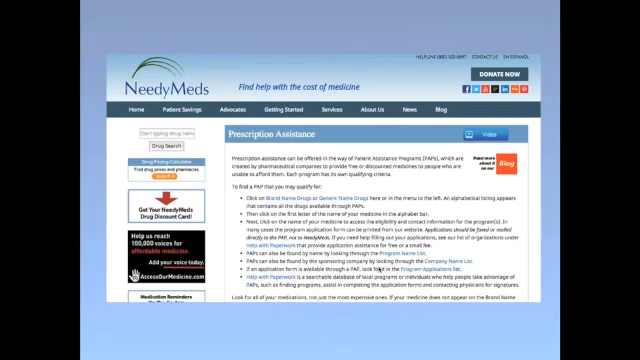 HELPLINE (800) 503-6897 CONTACT US EN ESPAÑOL
NeedyMeds
Find help with the cost of medicine
DONATE NOW
Home Patient Savings Advocates Getting Started Services About Us News Blog
Start typing drug name
Drug Search
Drug Pricing Calculator
Find drug prices and pharmacies
Get Your NeedyMeds
Drug Discount Card!
Help us reach
100,000 voices for
affordable medicine.
Add your voice today!
AccessOurMedicine.com
Medication Reminders
Prescription Assistance
Video
Prescription assistance can be offered in the way of Patient Assistance Programs (PAPs), which are
created by pharmaceutical companies to provide free or discounted medicines to people who are
unable to afford them. Each program has its own qualifying criteria.
Read more
about it
on our
Blog
To find a PAP that you may qualify for:
• Click on Brand Name Drugs or Generic Name Drugs here or in the menu to the left. An alphabetical listing appears
that contains all the drugs available through PAPs.
• Then click on the first letter of the name of your medicine in the alphabet bar.
• Next, click on the name of your medicine to access the eligibility and contact information for the program(s). In
many cases the program application form can be printed from our website. Applications should be faxed or mailed
directly to the PAP, not to NeedyMeds. If you need help filling out your applications, see our list of organizations under
Help with Paperwork that provide application assistance for free or a small fee.
• PAPs can also be found by name by looking through the Program Name List.
• PAPs can also be found by the sponsoring company by looking through the Company Name List.
• If an application form is available through a PAP, look for it in the Program Applications list.
• Help with Paperwork is a searchable database of local programs or individuals who help people take advantage of
PAPs, such as finding programs, assist in completing the application forms and contacting physicians for signatures.
Look for all of your medications, not just the most expensive ones. If your medicine does not appear on the Brand Name